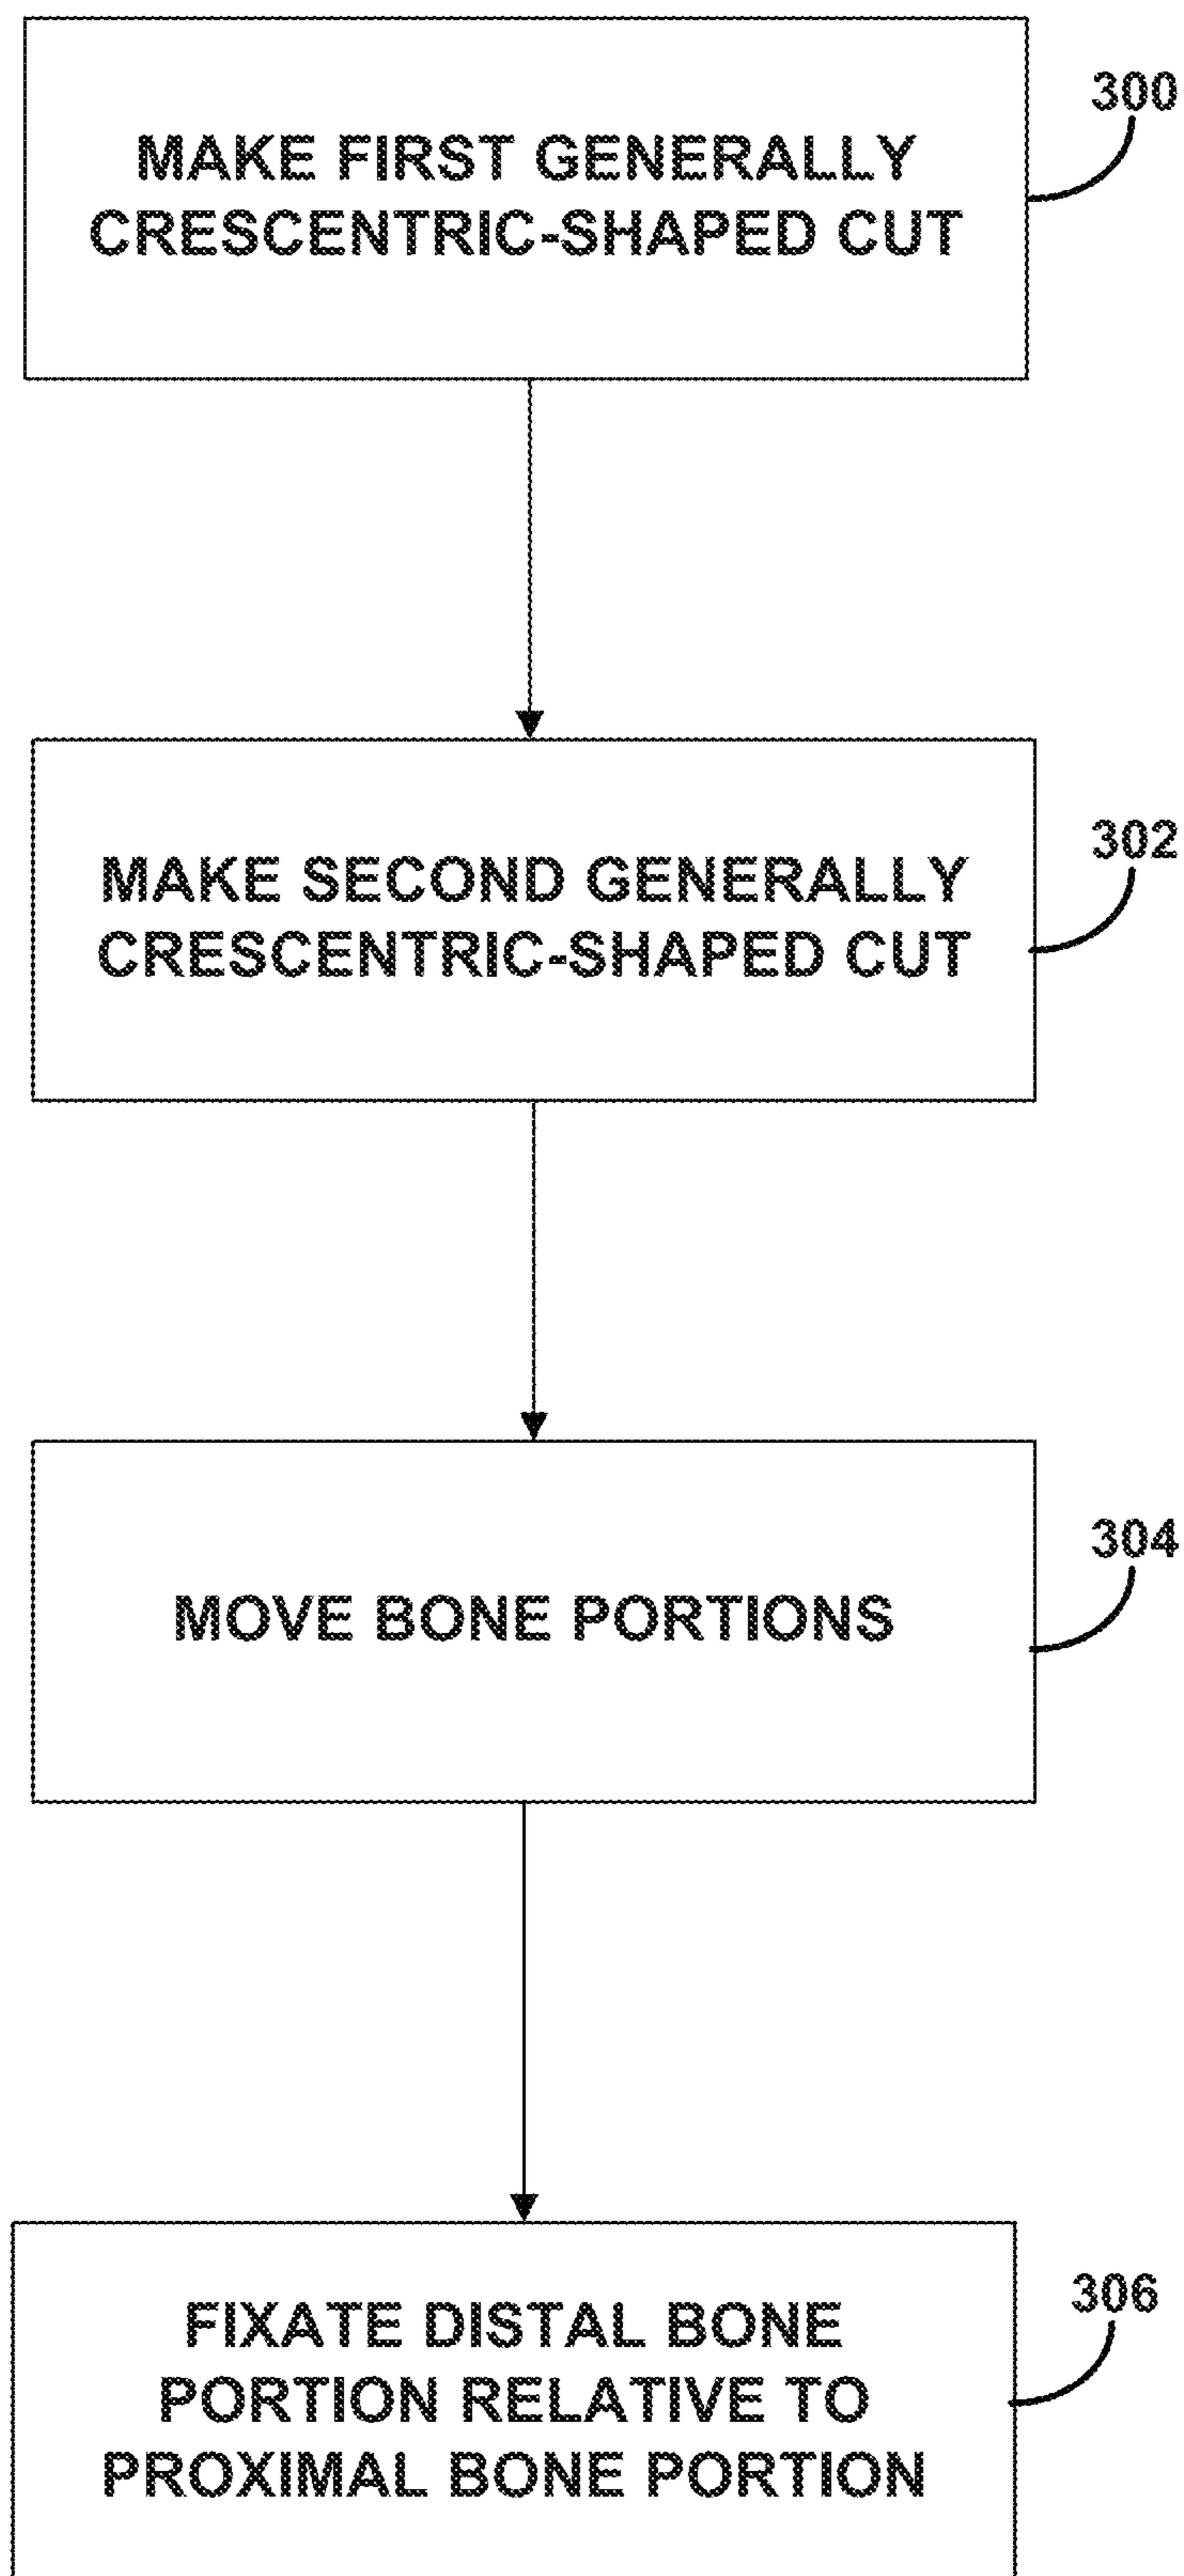 MAKE FIRST GENERALLY
CRESCENTRIC-SHAPED CUT
300
MAKE SECOND GENERALLY
CRESCENTRIC-SHAPED CUT
302
MOVE BONE PORTIONS
304
FIXATE DISTAL BONE
PORTION RELATIVE TO
PROXIMAL BONE PORTION
306